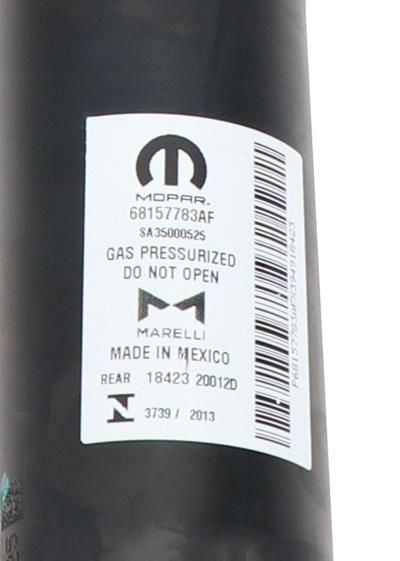 MOPAR.
68157783AF
SA35000525
GAS PRESSURIZED
DO NOT OPEN
MARELLI
MADE IN MEXICO
REAR 18423 20012D
N 3739 / 2013